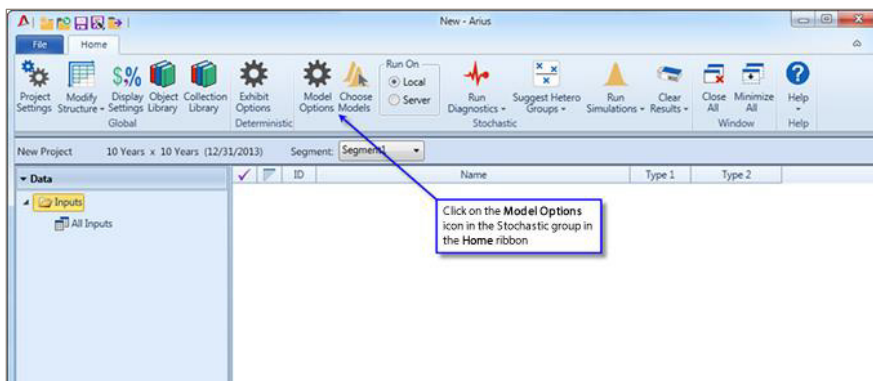 New - Arius
File Home
Project Settings
Modify Structure
Display Settings
Object Library
Collection Library
Global
Exhibit Options
Deterministic
Model Options
Choose Models
Run On
Local
Server
Run Diagnostics
Suggest Hetero Groups
Run Simulations
Clear Results
Stochastic
Close All
Minimize All
Window
Help
Help
New Project 10 Years x 10 Years (12/31/2013) Segment: Segment1
Data
ID Name Type 1 Type 2
Inputs
All Inputs
Click on the Model Options
icon in the Stochastic group in
the Home ribbon